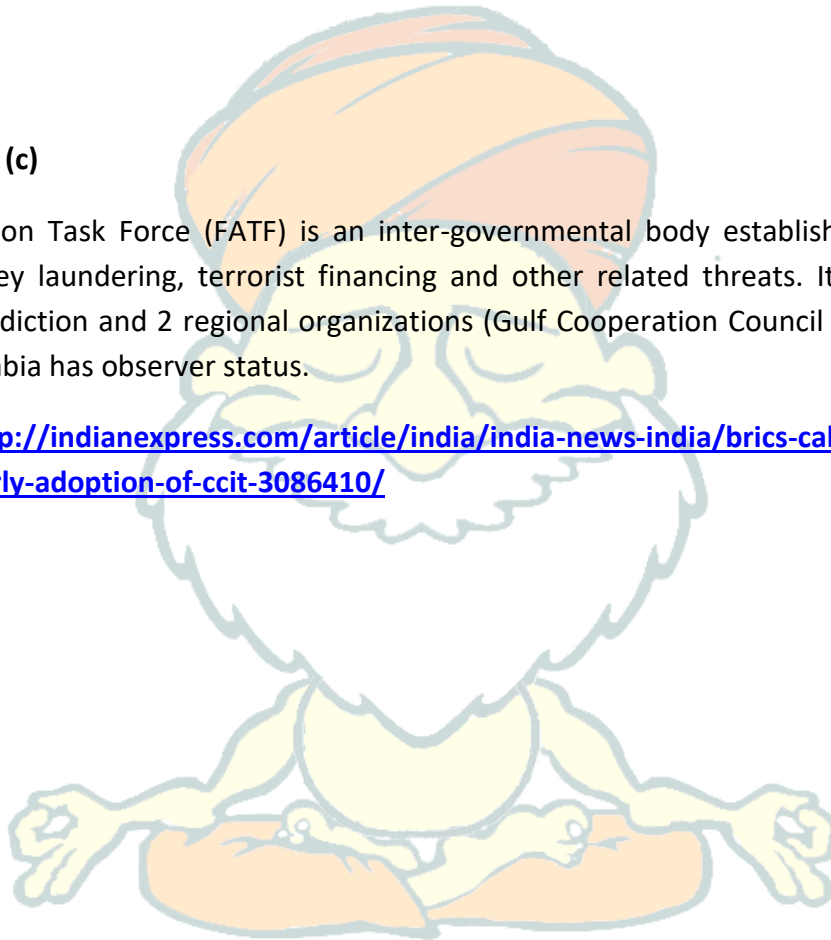 (c)
on Task Force (FATF) is an inter-governmental body establish
ey laundering, terrorist financing and other related threats. It
diction and 2 regional organizations (Gulf Cooperation Council
bia has observer status.
p://indianexpress.com/article/india/india-news-india/brics-cal
rly-adoption-of-ccit-3086410/